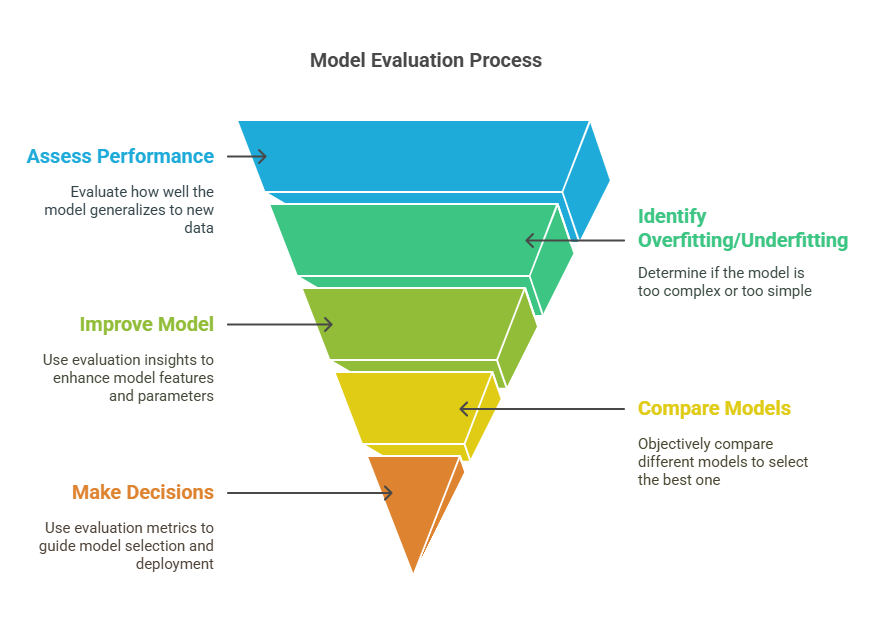 Model Evaluation Process
Assess Performance
Evaluate how well the
model generalizes to new
data
Identify
Overfitting/Underfitting
Determine if the model is
too complex or too simple
Improve Model
Use evaluation insights to
enhance model features
and parameters
Compare Models
Objectively compare
different models to select
the best one
Make Decisions
Use evaluation metrics to
guide model selection and
deployment